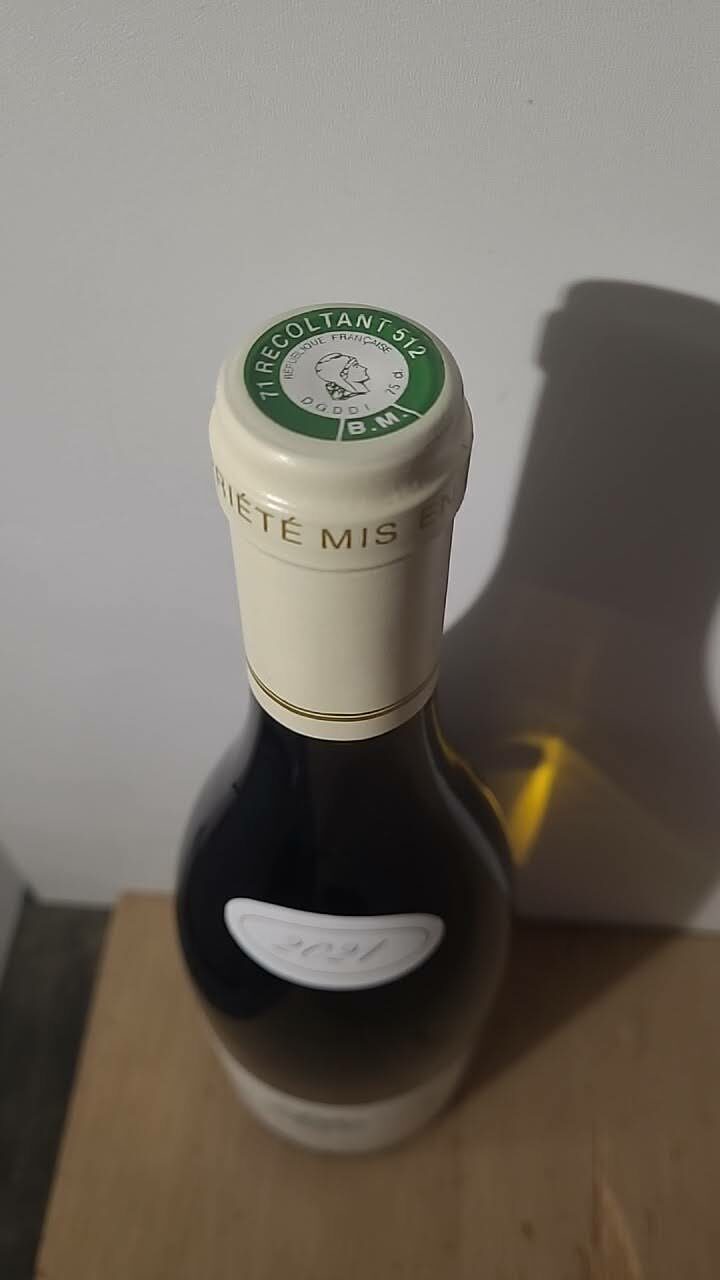 71 RECOLTANT 512
REPUBLIQUE FRANÇAISE
75 cl
DGDDI
B.M.
RIÉTÉ MIS EN
2021